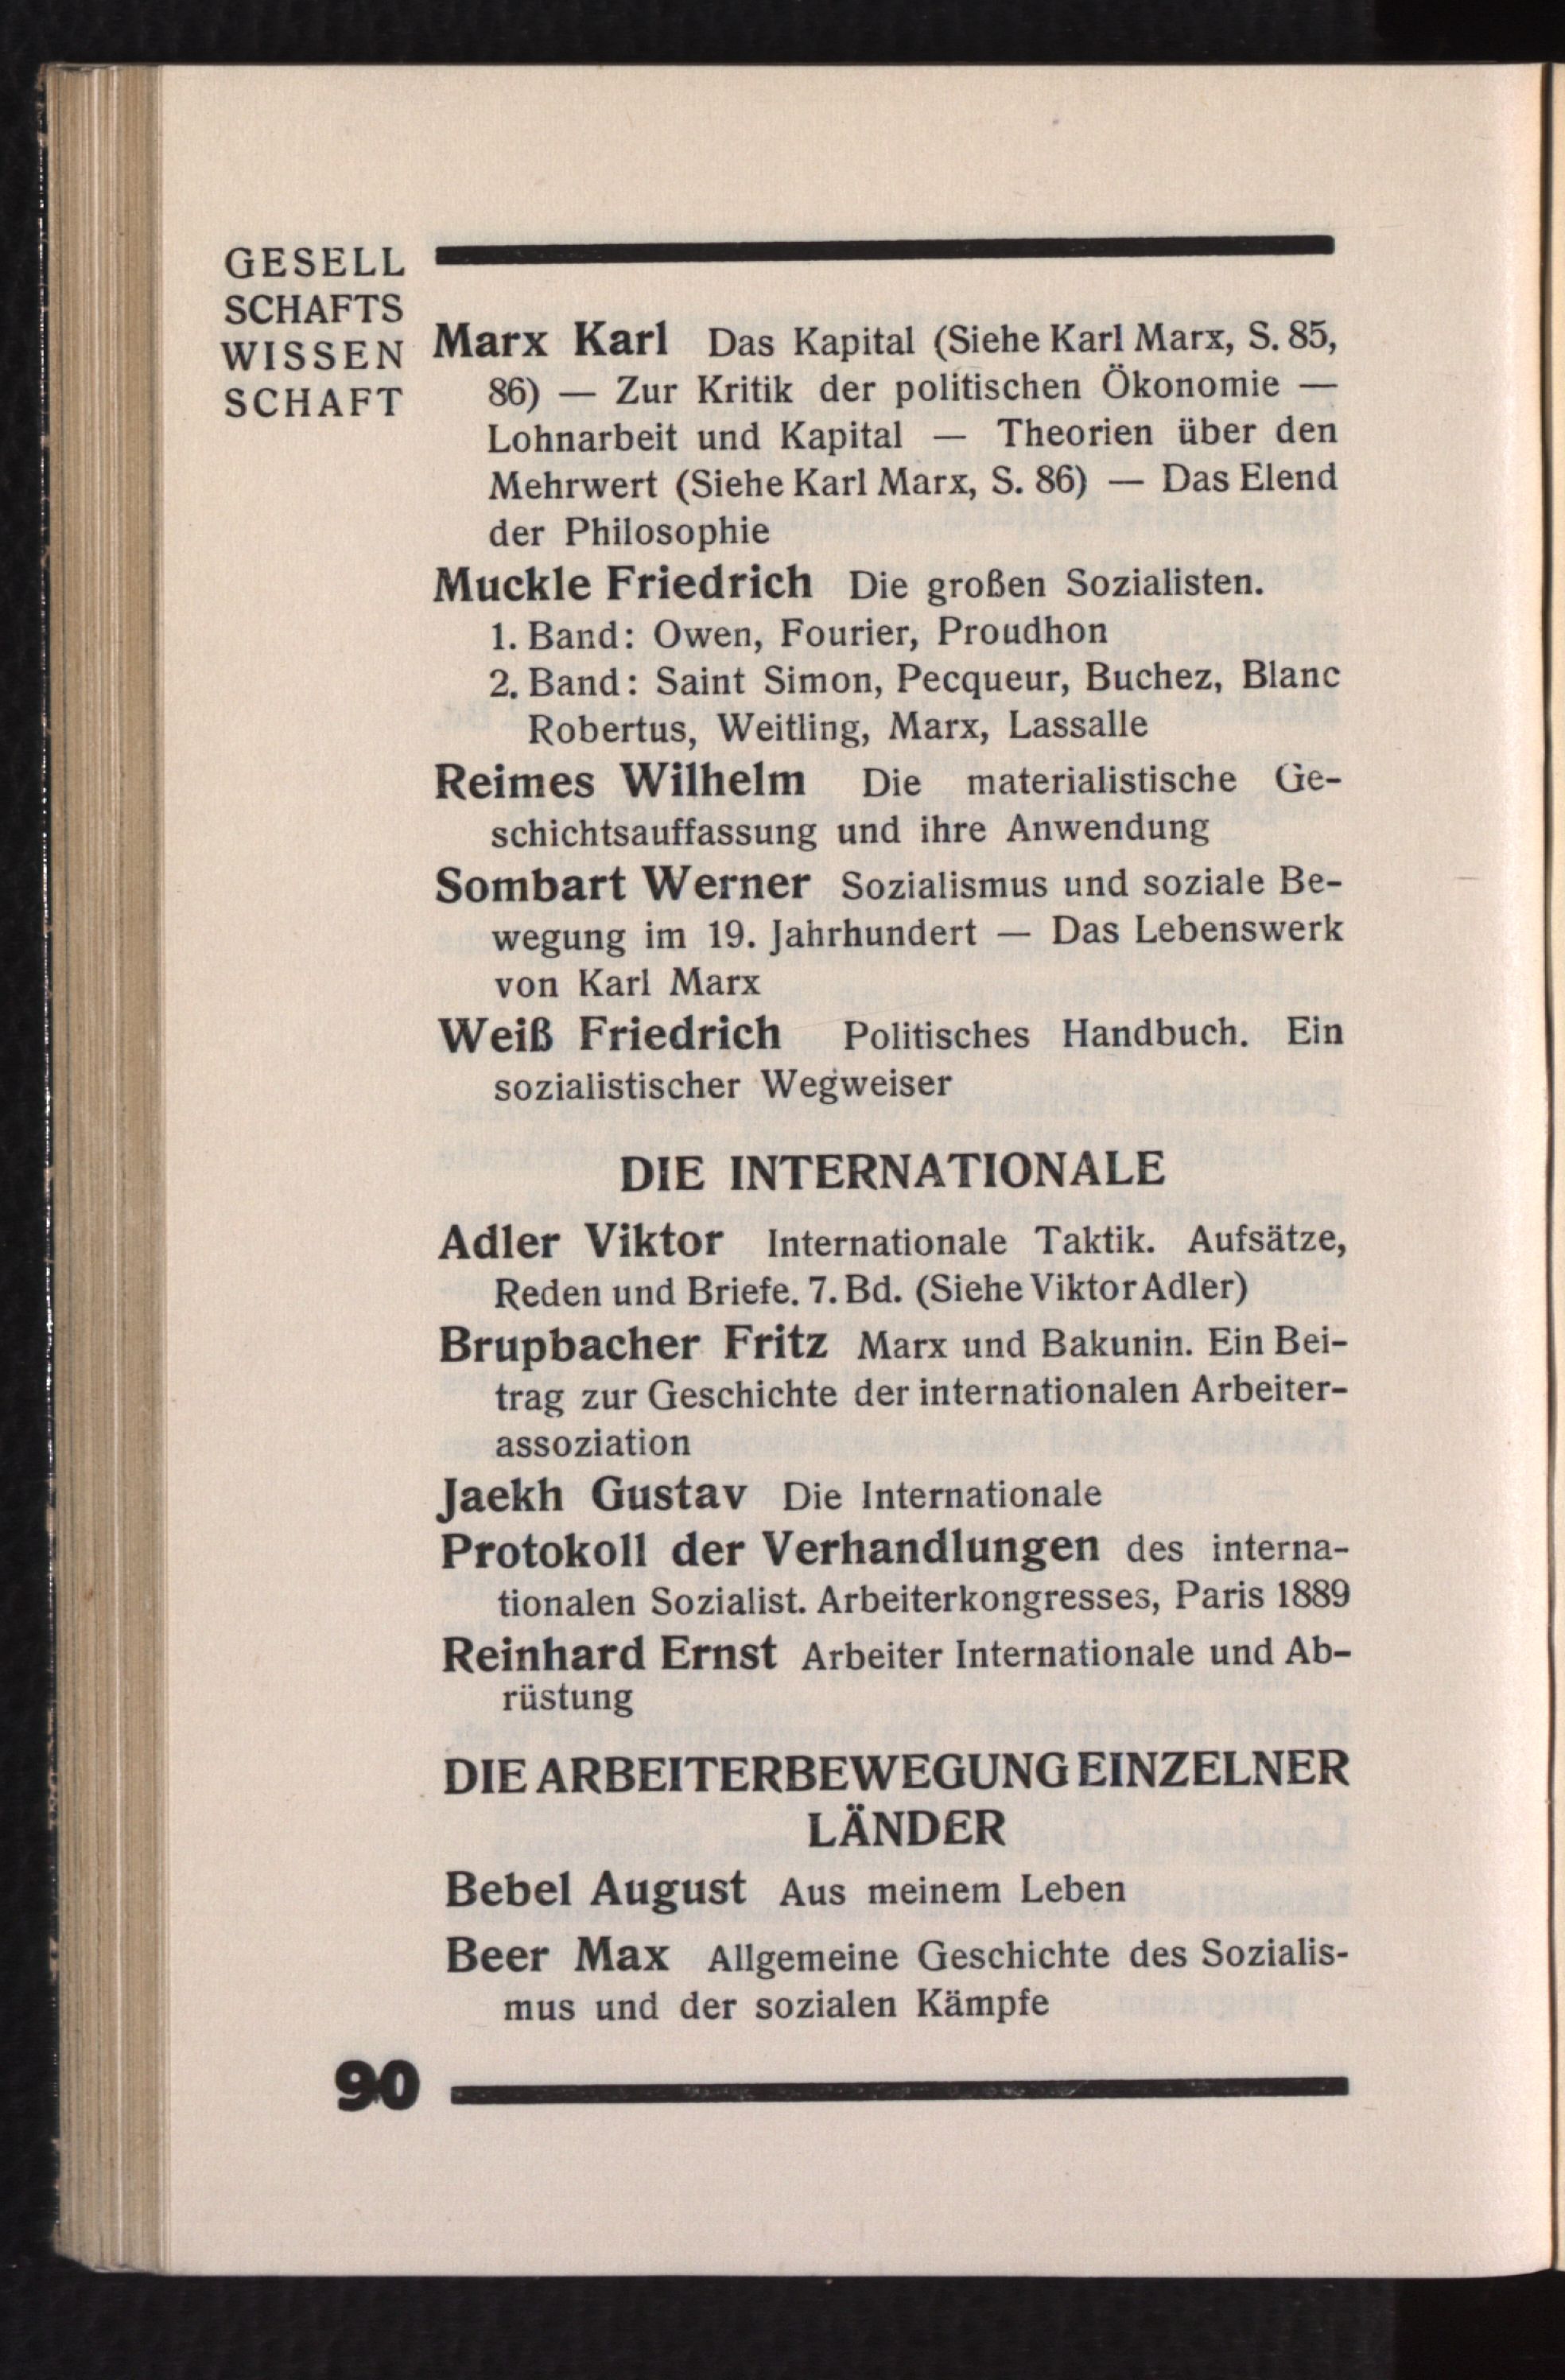 GESELL
SCHAFTS
WISSEN
SCHAFT
Marx Karl Das Kapital (Siehe Karl Marx, S. 85,
86) — Zur Kritik der politischen Ökonomie —
Lohnarbeit und Kapital — Theorien über den
Mehrwert (Siehe Karl Marx, S. 86) — Das Elend
der Philosophie
Muckle Friedrich Die großen Sozialisten.
1. Band: Owen, Fourier, Proudhon
2. Band: Saint Simon, Pecqueur, Buchez, Blanc
Robertus, Weitling, Marx, Lassalle
Reimes Wilhelm Die materialistische Ge-
schichtsauffassung und ihre Anwendung
Sombart Werner Sozialismus und soziale Be-
wegung im 19. Jahrhundert — Das Lebenswerk
von Karl Marx
Weiß Friedrich Politisches Handbuch. Ein
sozialistischer Wegweiser
DIE INTERNATIONALE
Adler Viktor Internationale Taktik. Aufsätze,
Reden und Briefe. 7. Bd. (Siehe Viktor Adler)
Brupbacher Fritz Marx und Bakunin. Ein Bei-
trag zur Geschichte der internationalen Arbeiter-
assoziation
Jaekh Gustav Die Internationale
Protokoll der Verhandlungen des interna-
tionalen Sozialist. Arbeiterkongresses, Paris 1889
Reinhard Ernst Arbeiter Internationale und Ab-
rüstung
DIE ARBEITERBEWEGUNG EINZELNER
LÄNDER
Bebel August Aus meinem Leben
Beer Max Allgemeine Geschichte des Sozialis-
mus und der sozialen Kämpfe
90